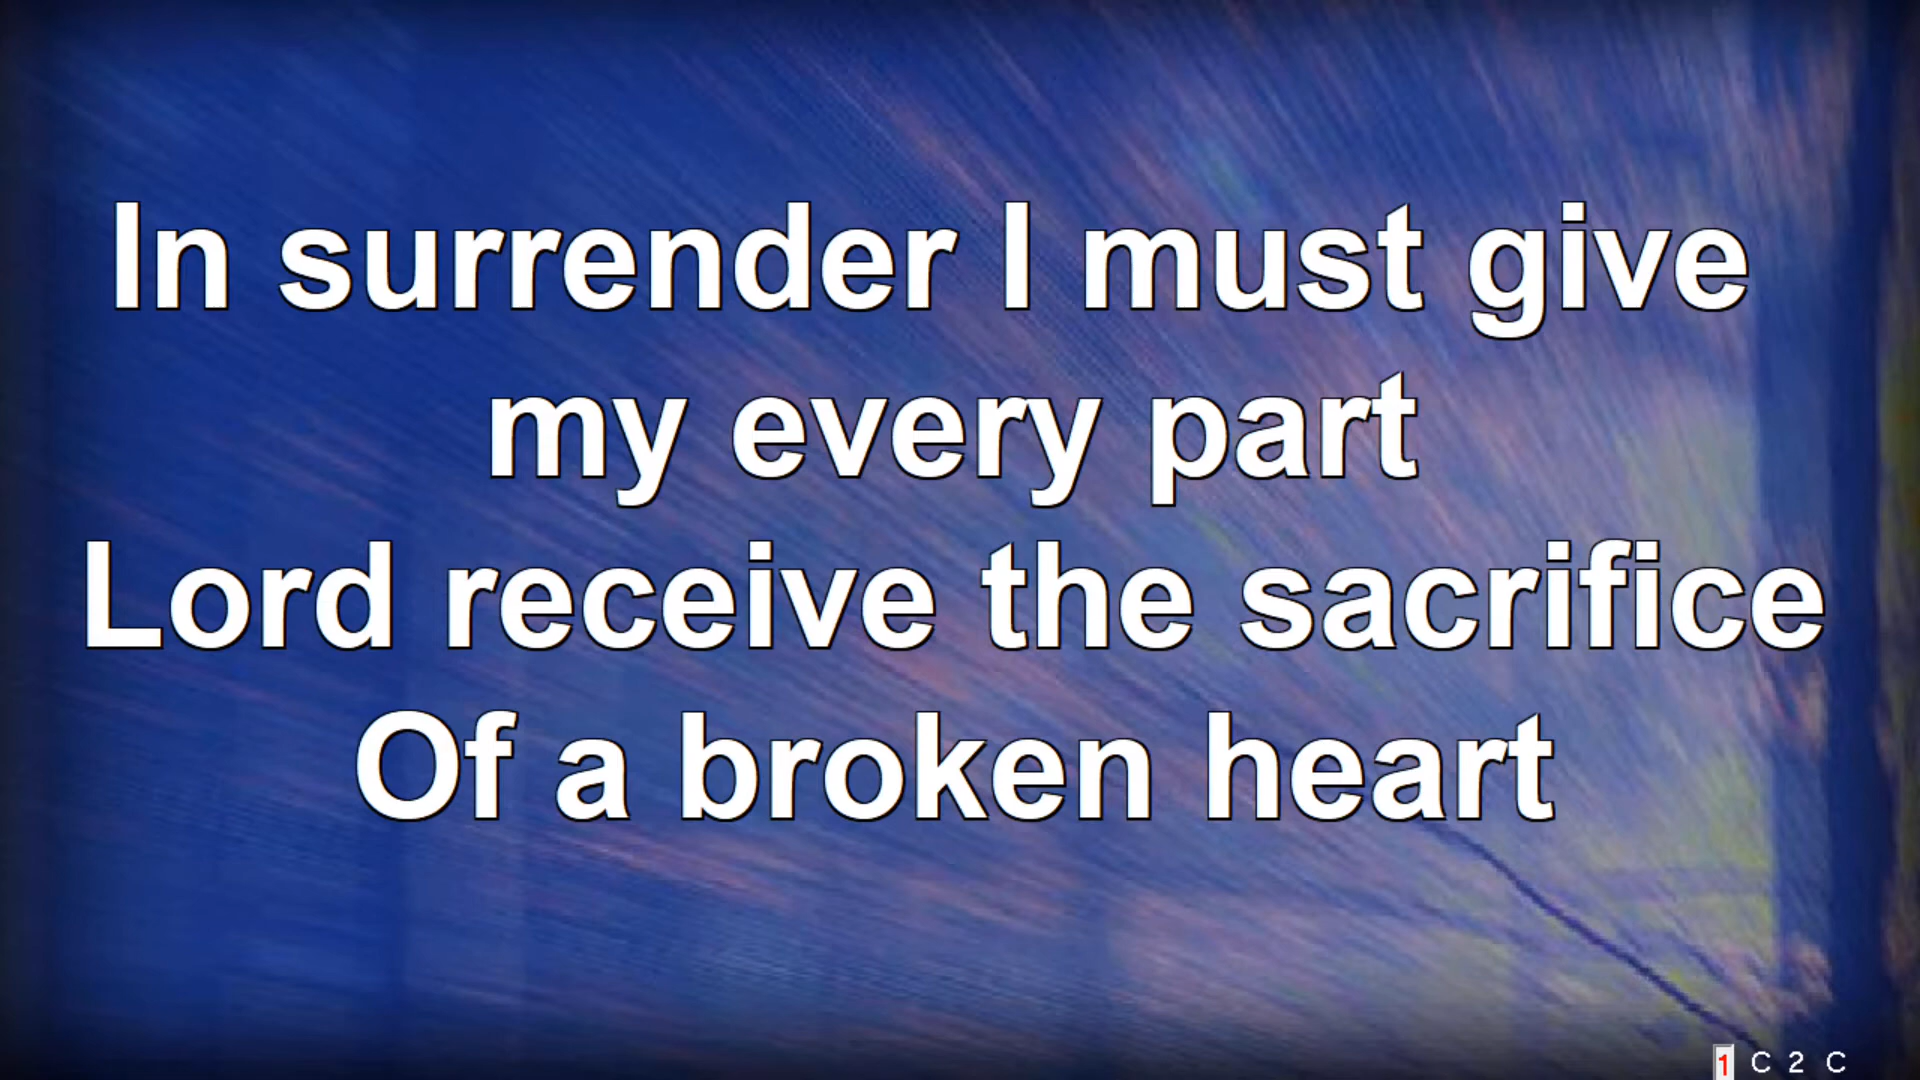 In surrender I must give
my every part
Lord receive the sacrifice
Of a broken heart
1 C 2 C